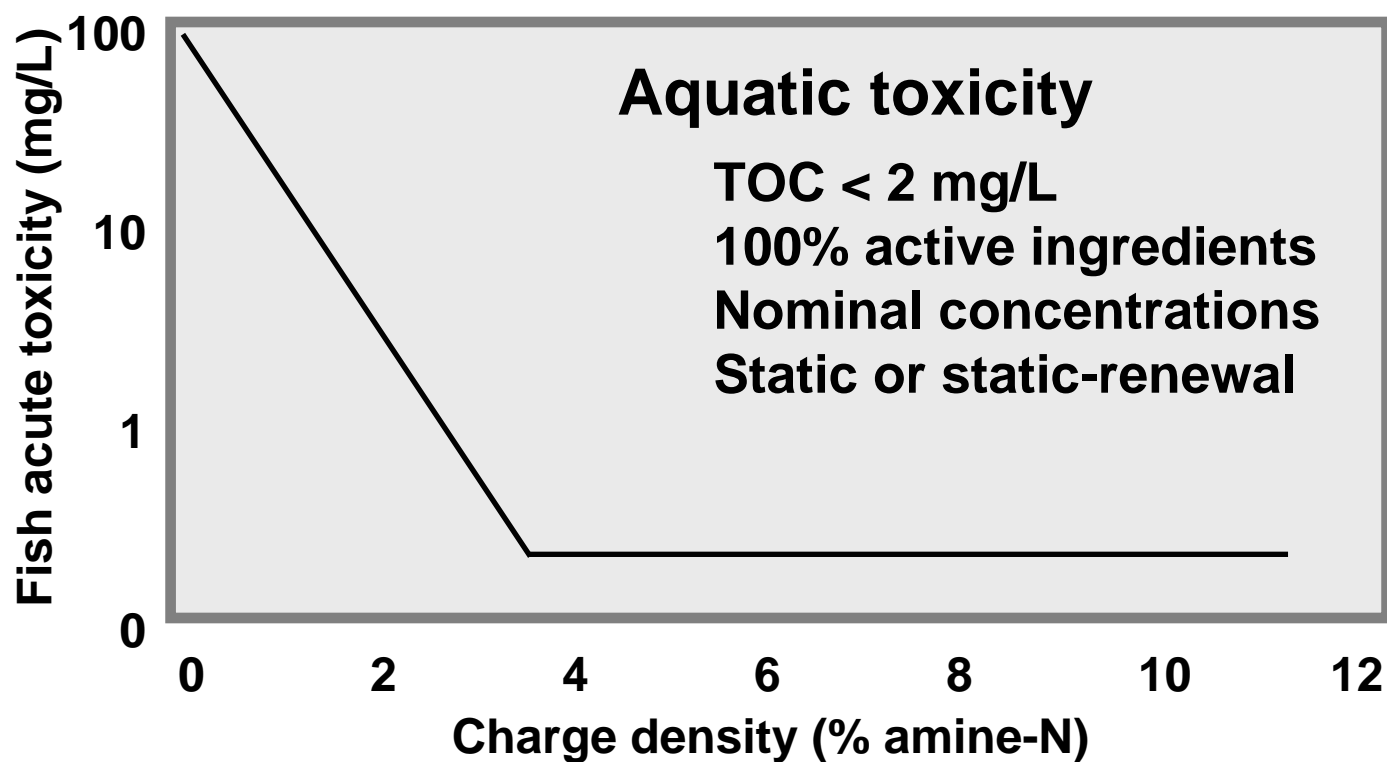 Fish acute toxicity (mg/L)
100
10
1
0
Aquatic toxicity
TOC < 2 mg/L
100% active ingredients
Nominal concentrations
Static or static-renewal
0 2 4 6 8 10 12
Charge density (% amine-N)